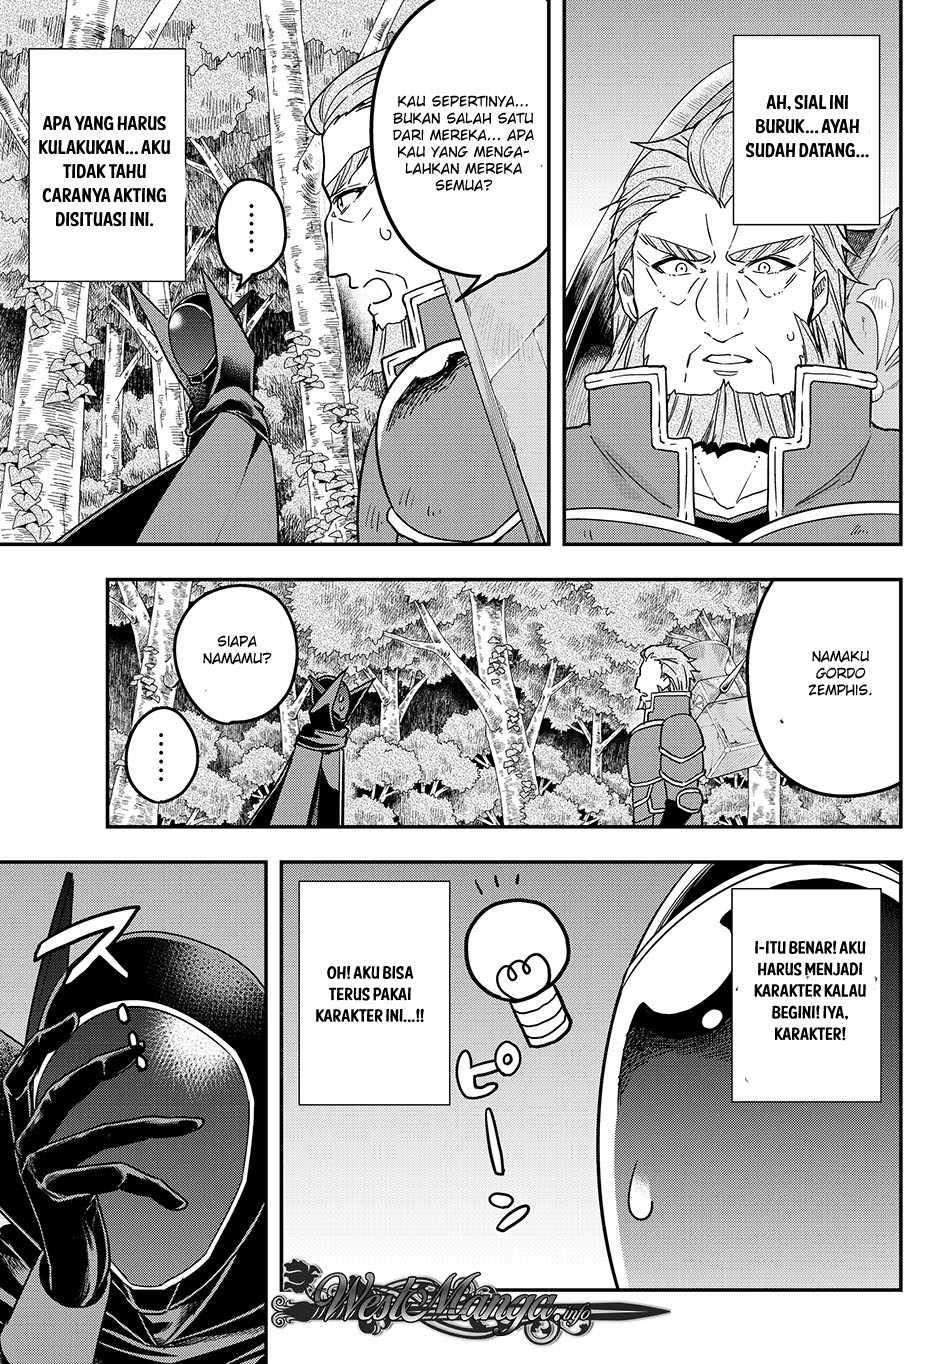 AH, SIAL INI
BURUK... AYAH
SUDAH DATANG...
KAU SEPERTINYA...
BUKAN SALAH SATU
DARI MEREKA... APA
KAU YANG MENGA-
LAHKAN MEREKA
SEMUA?
......
APA YANG HARUS
KULAKUKAN... AKU
TIDAK TAHU
CARANYA AKTING
DISITUASI INI.
NAMAKU
GORDO
ZEMPHIS.
SIAPA
NAMAMU?
......
I-ITU BENAR! AKU
HARUS MENJADI
KARAKTER KALAU
BEGINI! IYA,
KARAKTER!
OH! AKU BISA
TERUS PAKAI
KARAKTER INI...!!
ピーン
スッ
WestManga.info